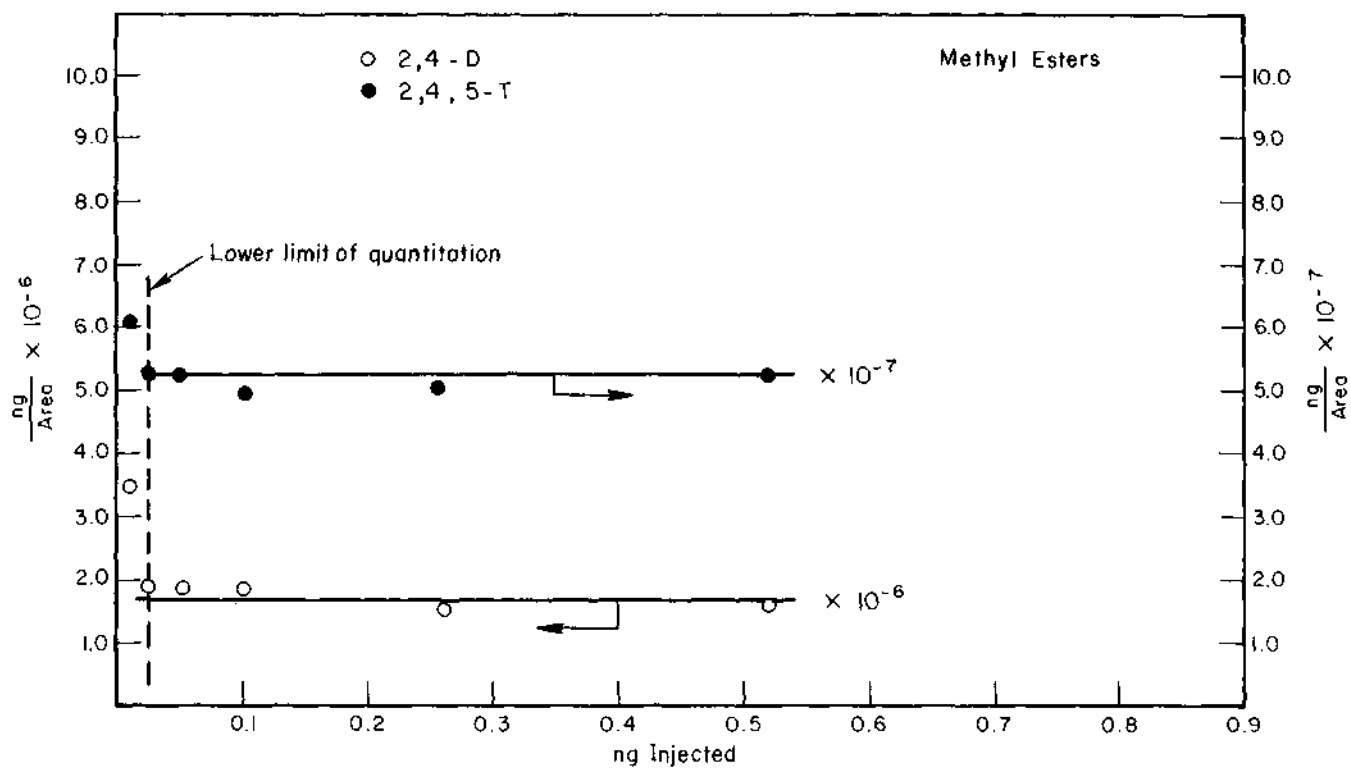 ○ 2,4-D
● 2,4,5-T
Methyl Esters
10.0
9.0
8.0
7.0
6.0
5.0
4.0
3.0
2.0
1.0
ng
Area
× 10⁻⁶
Lower limit of quantitation
× 10⁻⁷
× 10⁻⁶
10.0
9.0
8.0
7.0
6.0
5.0
4.0
3.0
2.0
1.0
ng
Area
× 10⁻⁷
0.1 0.2 0.3 0.4 0.5 0.6 0.7 0.8 0.9
ng Injected